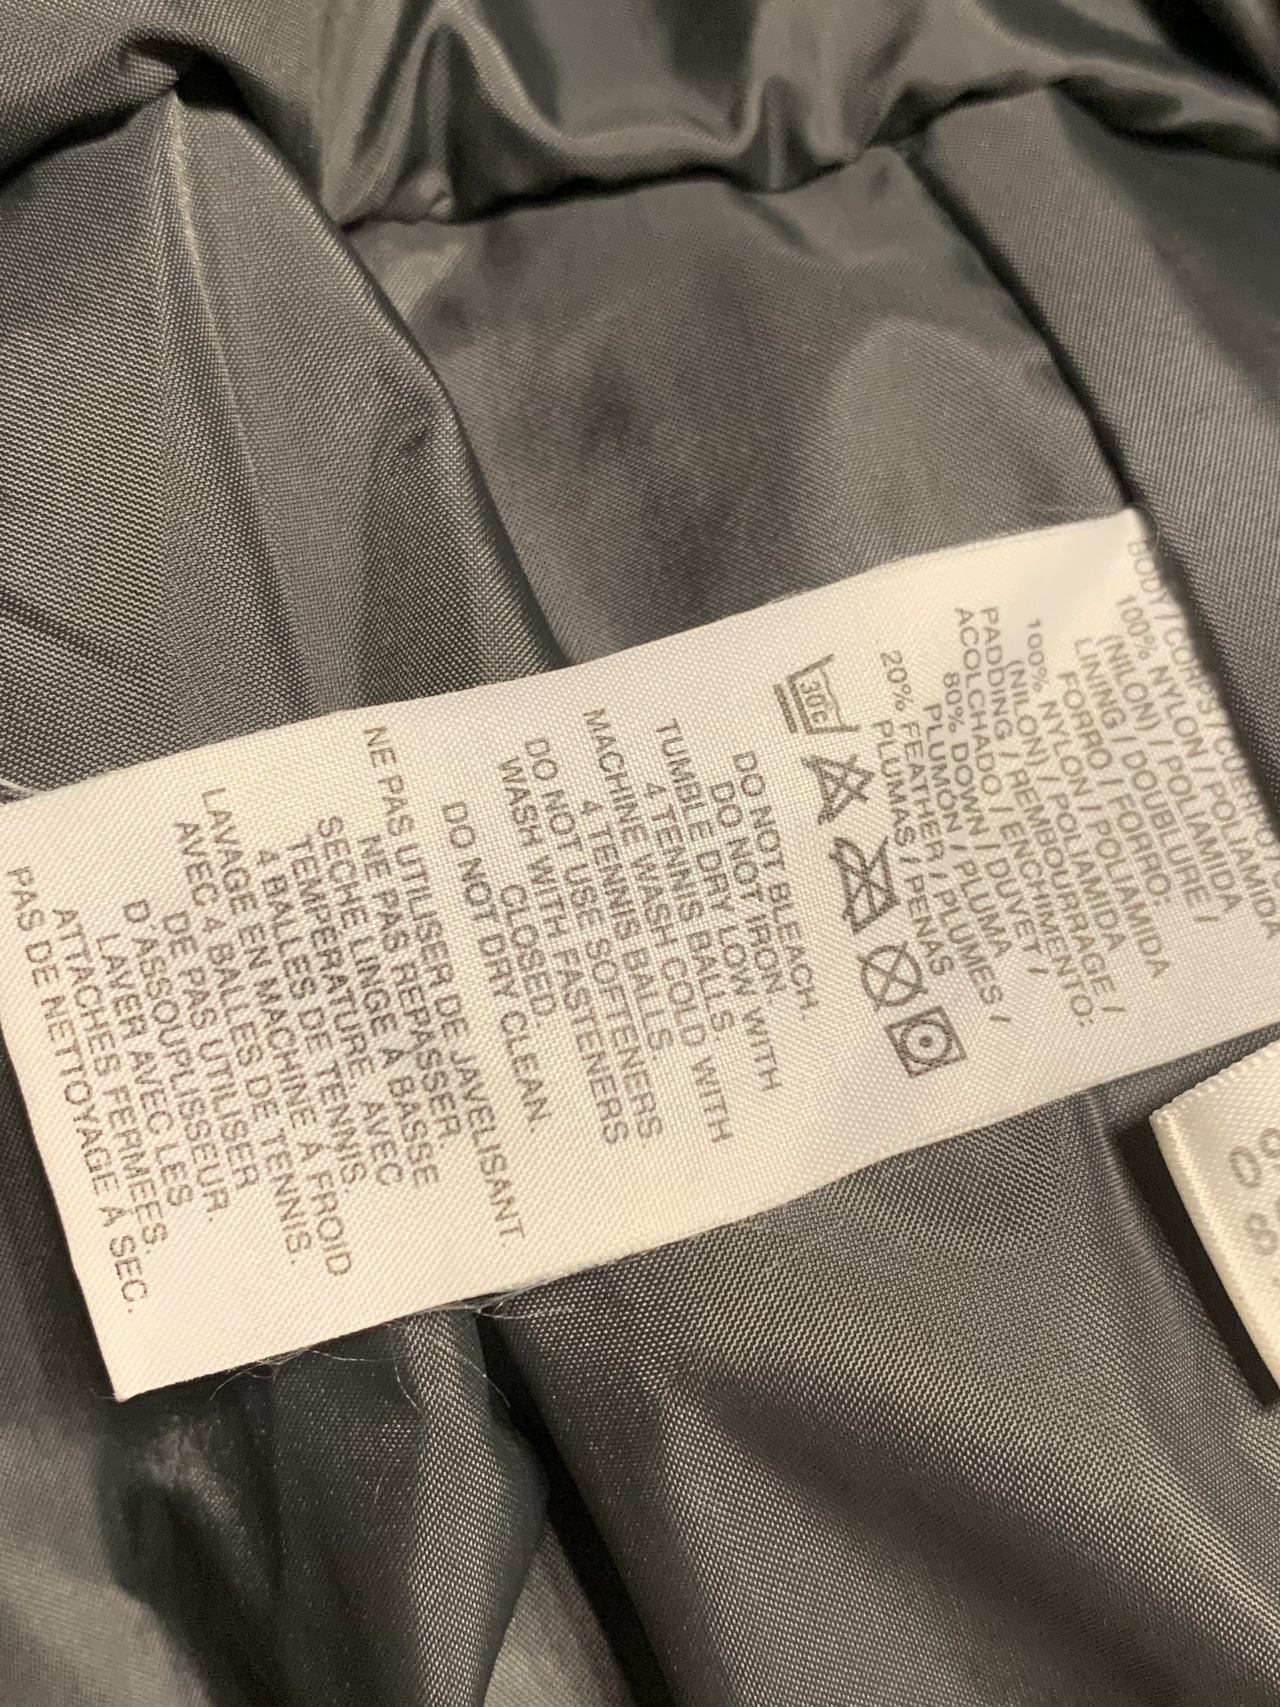 BODY / CORPS /
100% NYLON / POLIAMIDA
(NILON) / POLIAMIDA
LINING / DOUBLURE /
FORRO / FORRO:
100% NYLON / POLIAMIDA
(NILON) / POLIAMIDA
PADDING / REMBOURRAGE /
ACOLCHADO / ENCHIMENTO:
80% DOWN / DUVET /
PLUMÓN / PLUMA
20% FEATHER / PLUMES /
PLUMAS / PENAS
30°c
DO NOT BLEACH.
DO NOT IRON.
TUMBLE DRY LOW WITH
4 TENNIS BALLS.
MACHINE WASH COLD WITH
4 TENNIS BALLS.
DO NOT USE SOFTENERS
WASH WITH FASTENERS
CLOSED.
DO NOT DRY CLEAN.
NE PAS UTILISER DE JAVELISANT
NE PAS REPASSER.
SECHE LINGE À BASSE
TEMPERATURE. AVEC
4 BALLES DE TENNIS.
LAVAGE EN MACHINE À FROID
AVEC 4 BALLES DE TENNIS.
DE PAS UTILISER
D'ASSOUPLISSEUR.
LAVER AVEC LES
ATTACHES FERMÉES.
PAS DE NETTOYAGE À SEC.